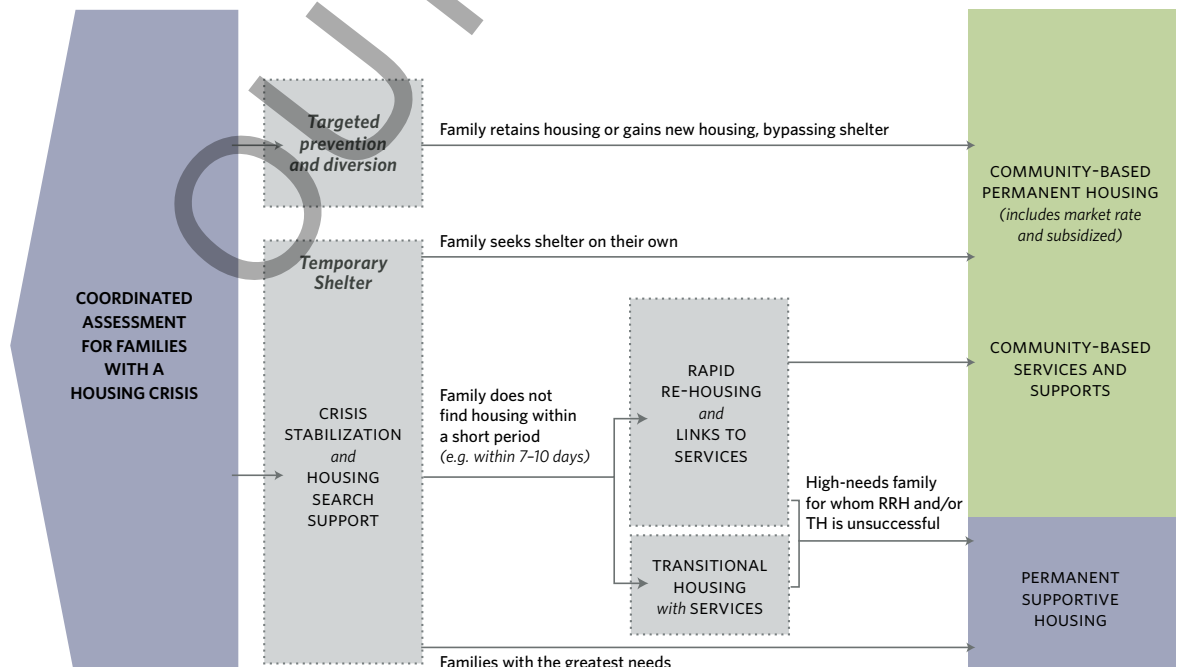 Targeted
prevention
and diversion
Family retains housing or gains new housing, bypassing shelter
COMMUNITY-BASED
PERMANENT HOUSING
(includes market rate
and subsidized)
Family seeks shelter on their own
Temporary
Shelter
COORDINATED
ASSESSMENT
FOR FAMILIES
WITH A
HOUSING CRISIS
CRISIS
STABILIZATION
and
HOUSING
SEARCH
SUPPORT
Family does not
find housing within
a short period
(e.g. within 7–10 days)
RAPID
RE-HOUSING
and
LINKS TO
SERVICES
COMMUNITY-BASED
SERVICES AND
SUPPORTS
High-needs family
for whom RRH and/or
TH is unsuccessful
TRANSITIONAL
HOUSING
with SERVICES
PERMANENT
SUPPORTIVE
HOUSING
Families with the greatest needs